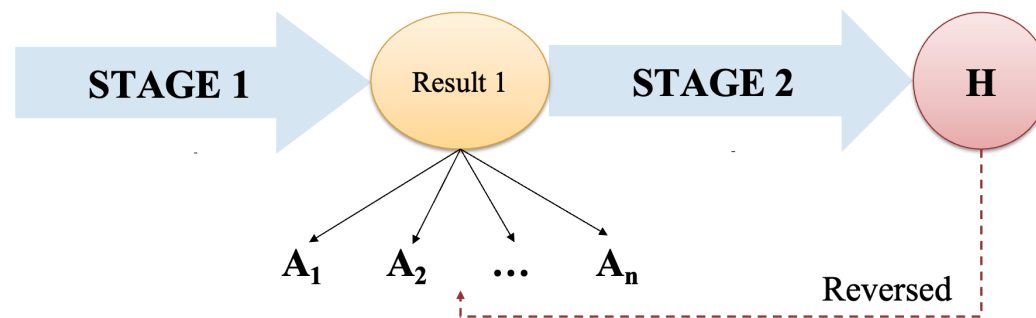 STAGE 1
Result 1
STAGE 2
H
A₁ A₂ ... Aₙ
Reversed